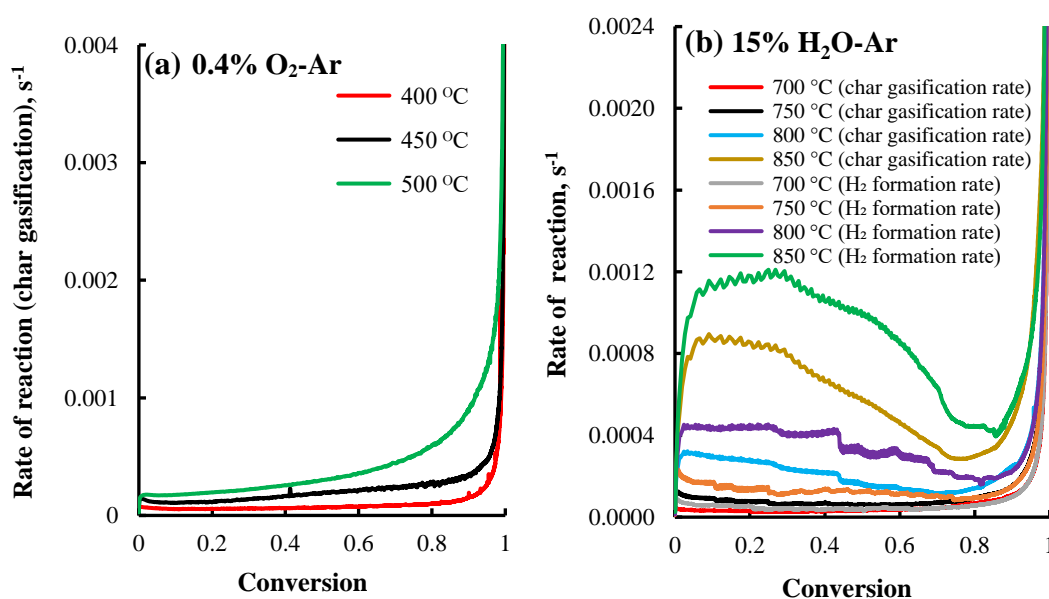 (a) 0.4% O₂-Ar
Rate of reaction (char gasification), s⁻¹
0.004
0.003
0.002
0.001
0
400 ᴼC
450 ᴼC
500 ᴼC
0 0.2 0.4 0.6 0.8 1
Conversion
(b) 15% H₂O-Ar
Rate of reaction, s⁻¹
0.0024
0.0020
0.0016
0.0012
0.0008
0.0004
0.0000
700 °C (char gasification rate)
750 °C (char gasification rate)
800 °C (char gasification rate)
850 °C (char gasification rate)
700 °C (H₂ formation rate)
750 °C (H₂ formation rate)
800 °C (H₂ formation rate)
850 °C (H₂ formation rate)
0 0.2 0.4 0.6 0.8 1
Conversion